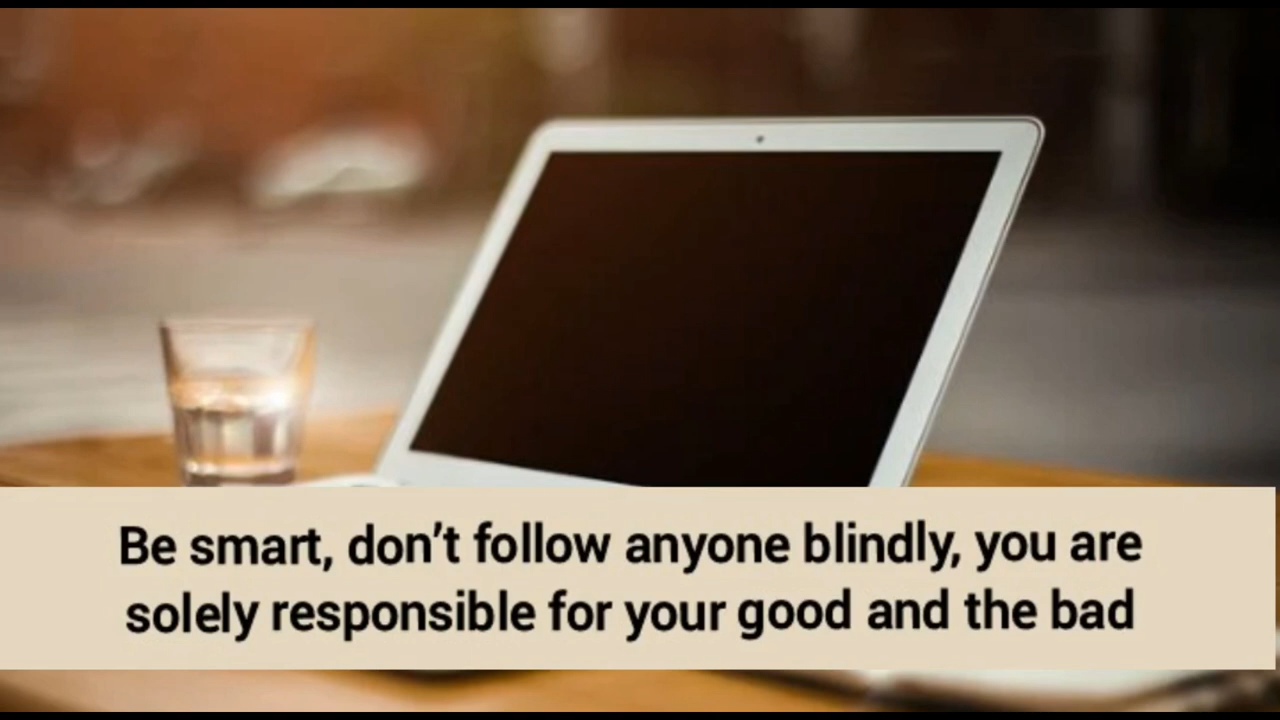 Be smart, don't follow anyone blindly, you are
solely responsible for your good and the bad